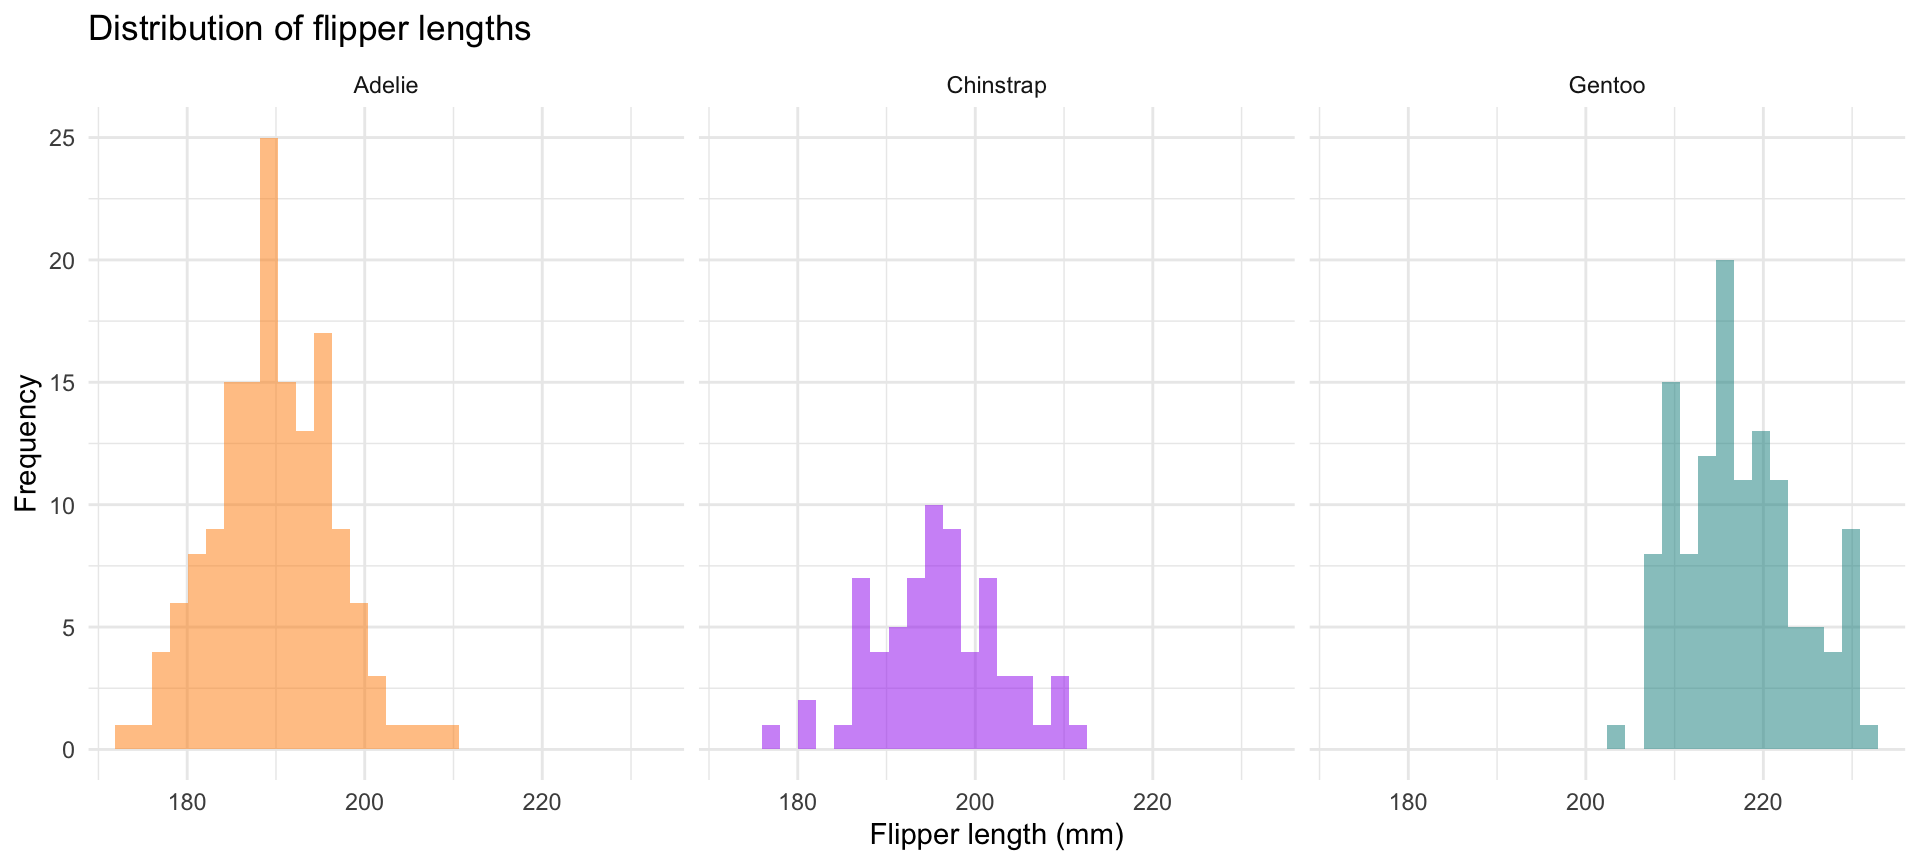 Distribution of flipper lengths
Adelie Chinstrap Gentoo
25
20
15
10
5
0
Frequency
180 200 220 180 200 220 180 200 220
Flipper length (mm)